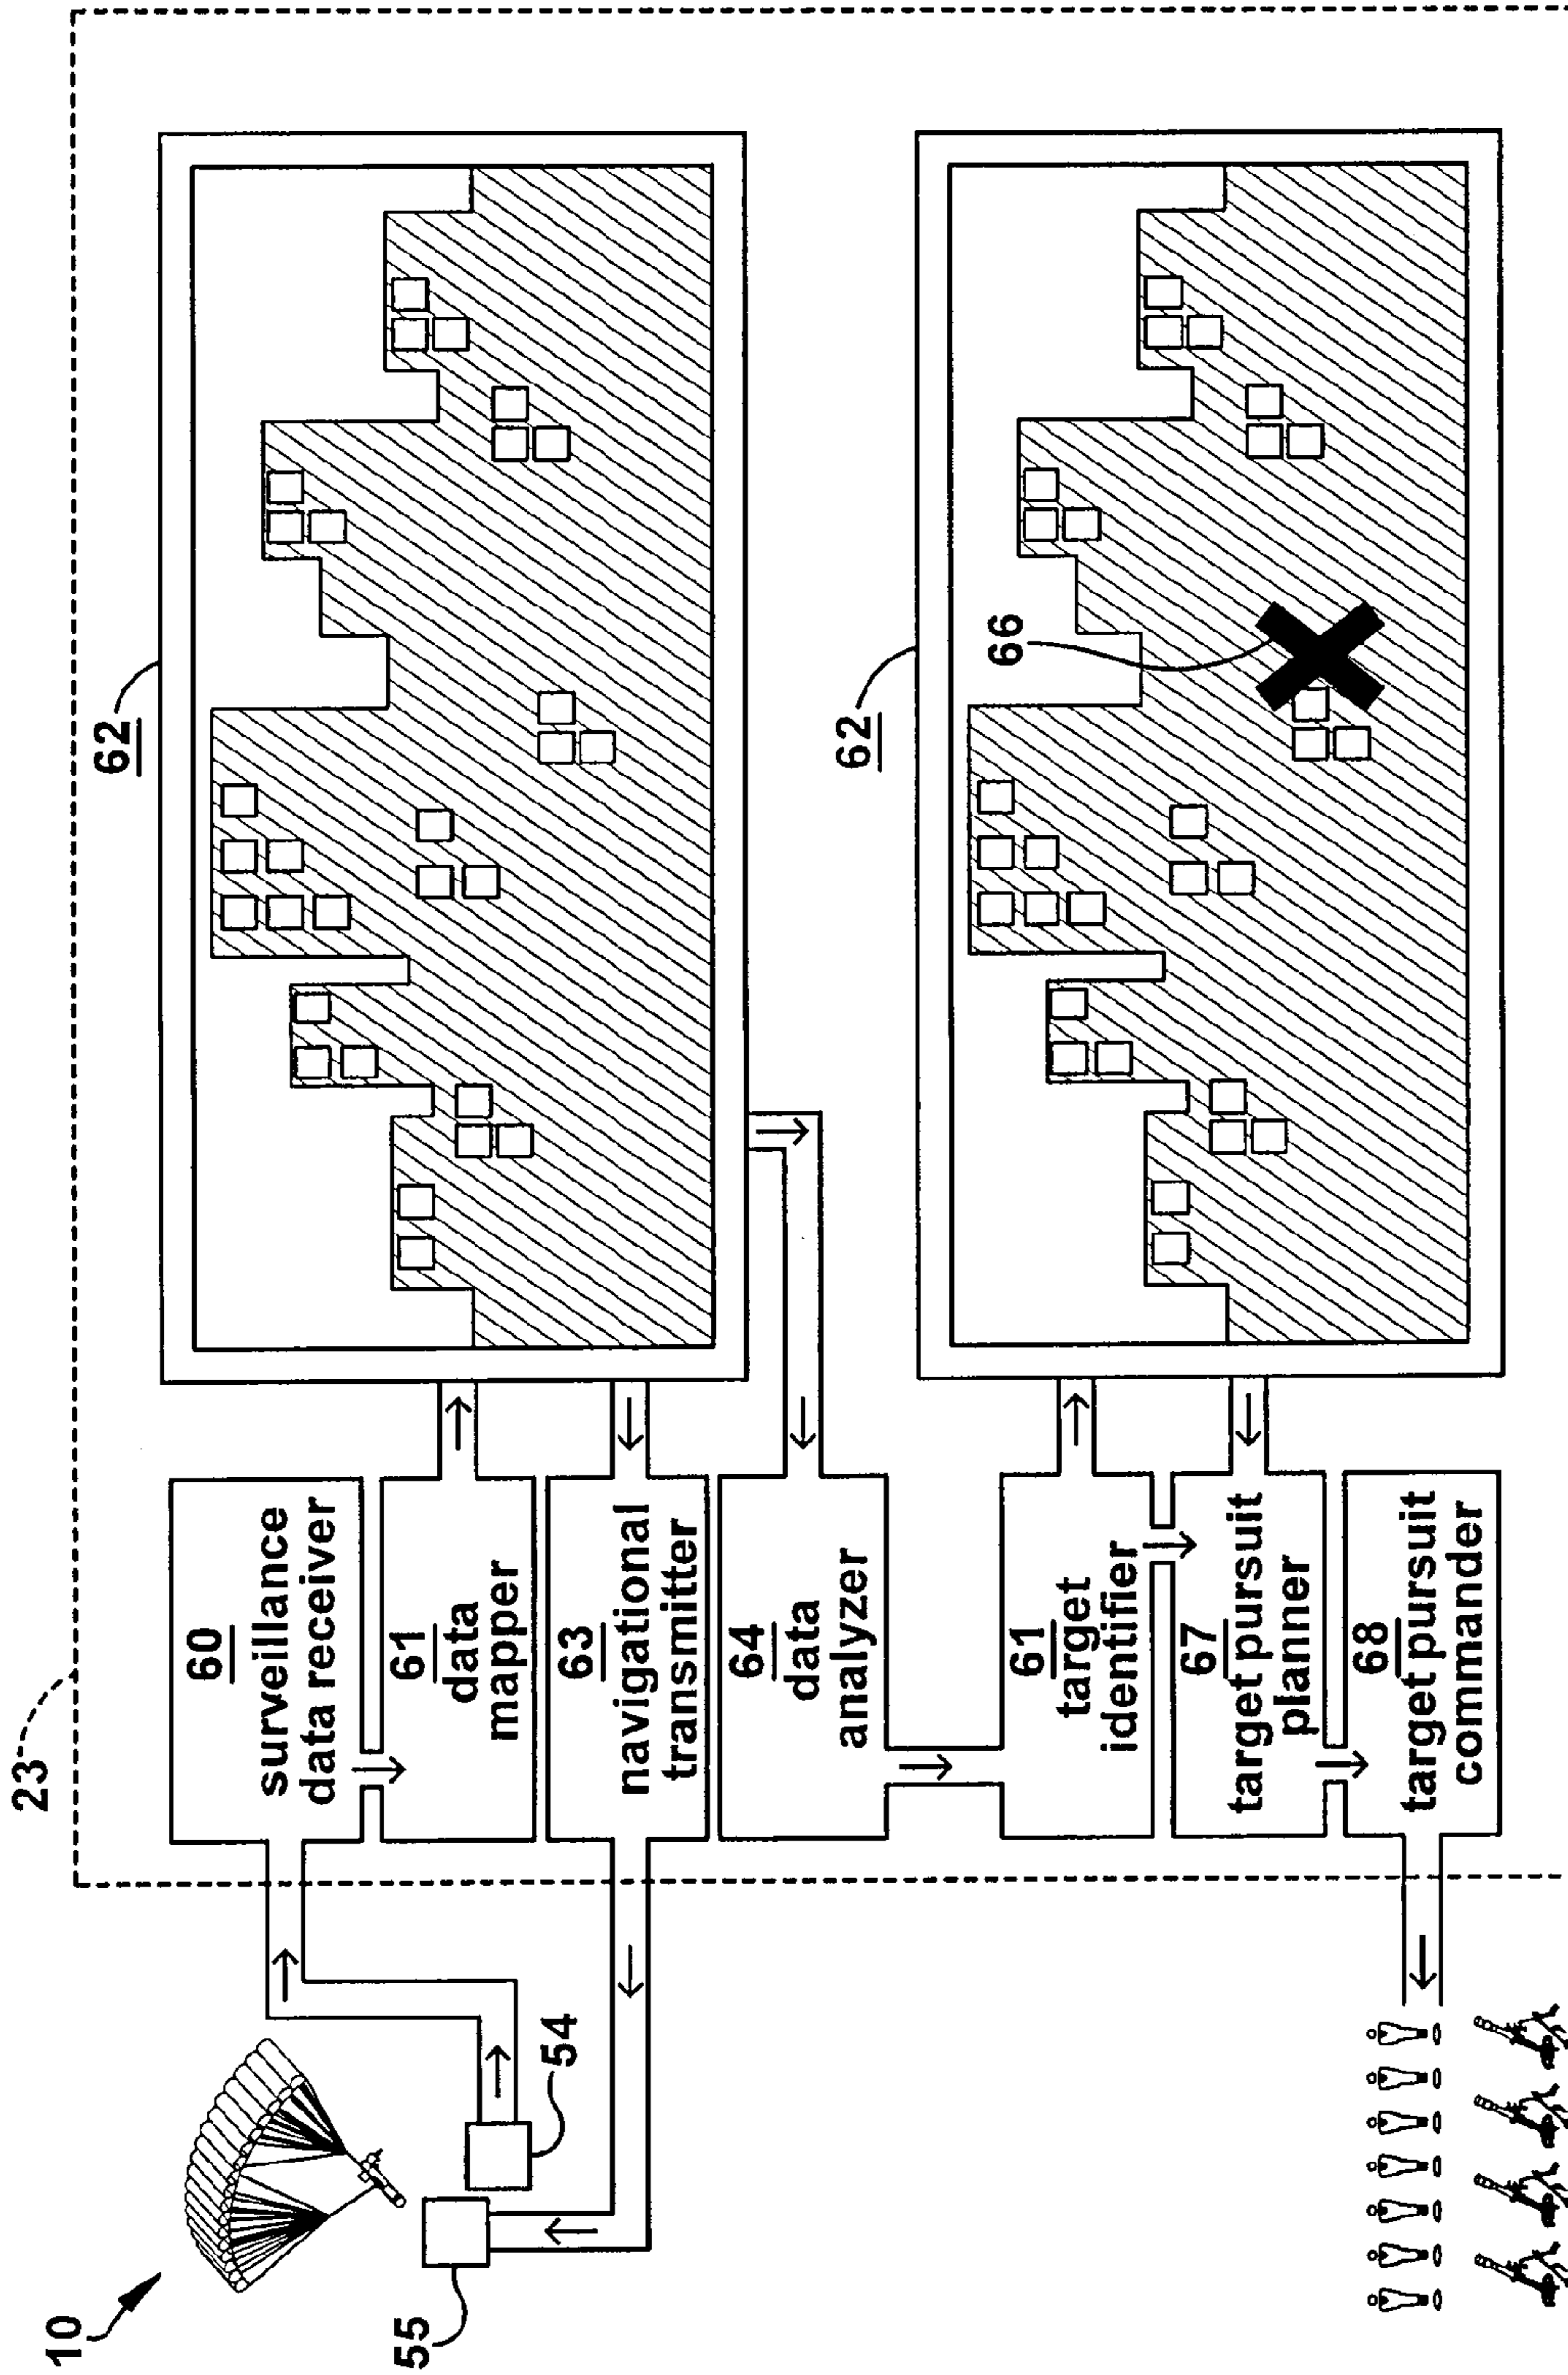 23
10
62
60
surveillance
data receiver
61
data
mapper
55
54
63
navigational
transmitter
64
data
analyzer
62
66
61
target
identifier
67
target pursuit
planner
68
target pursuit
commander